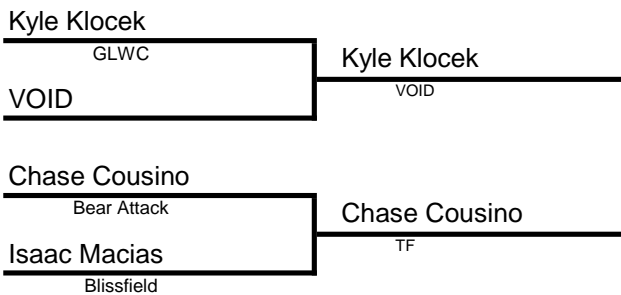 Kyle Klocek
GLWC
VOID
Kyle Klocek
VOID
Chase Cousino
Bear Attack
Isaac Macias
Blissfield
Chase Cousino
TF